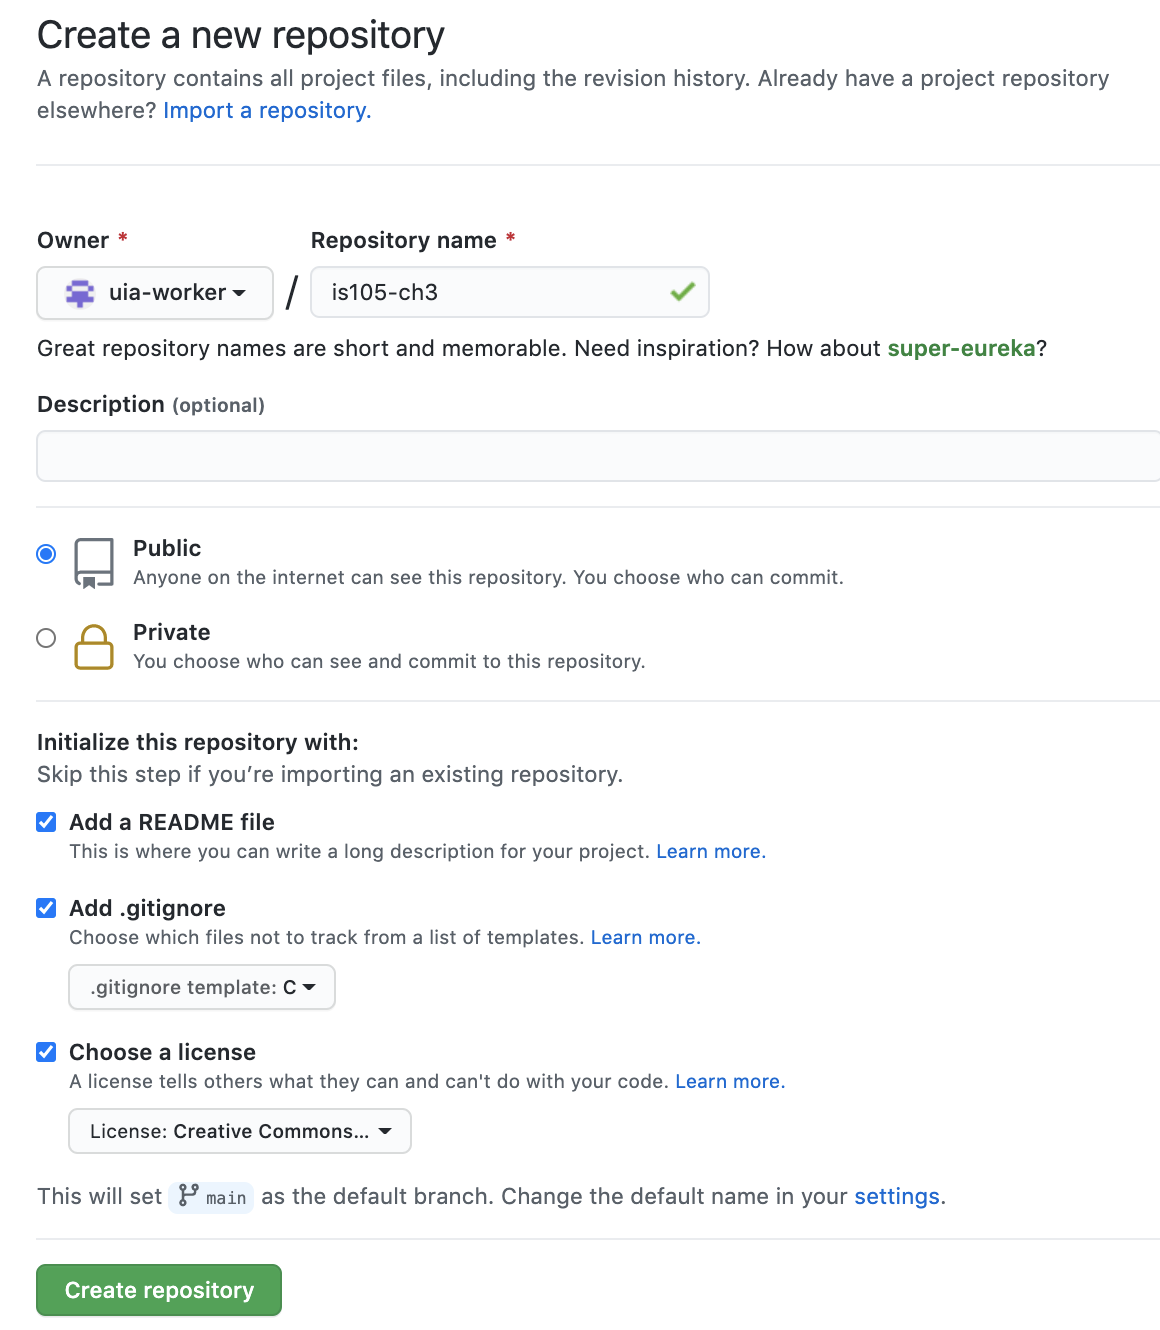 Create a new repository
A repository contains all project files, including the revision history. Already have a project repository
elsewhere? Import a repository.
Owner *
Repository name *
uia-worker / is105-ch3
Great repository names are short and memorable. Need inspiration? How about super-eureka?
Description (optional)
Public
Anyone on the internet can see this repository. You choose who can commit.
Private
You choose who can see and commit to this repository.
Initialize this repository with:
Skip this step if you’re importing an existing repository.
Add a README file
This is where you can write a long description for your project. Learn more.
Add .gitignore
Choose which files not to track from a list of templates. Learn more.
.gitignore template: C
Choose a license
A license tells others what they can and can't do with your code. Learn more.
License: Creative Commons...
This will set main as the default branch. Change the default name in your settings.
Create repository